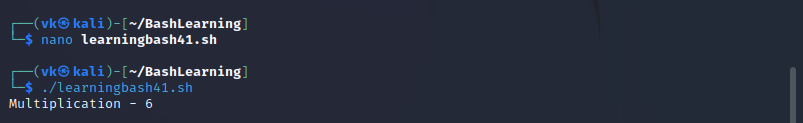 ┌──(vk㉿kali)-[~/BashLearning]
└─$ nano learningbash41.sh
┌──(vk㉿kali)-[~/BashLearning]
└─$ ./learningbash41.sh
Multiplication - 6